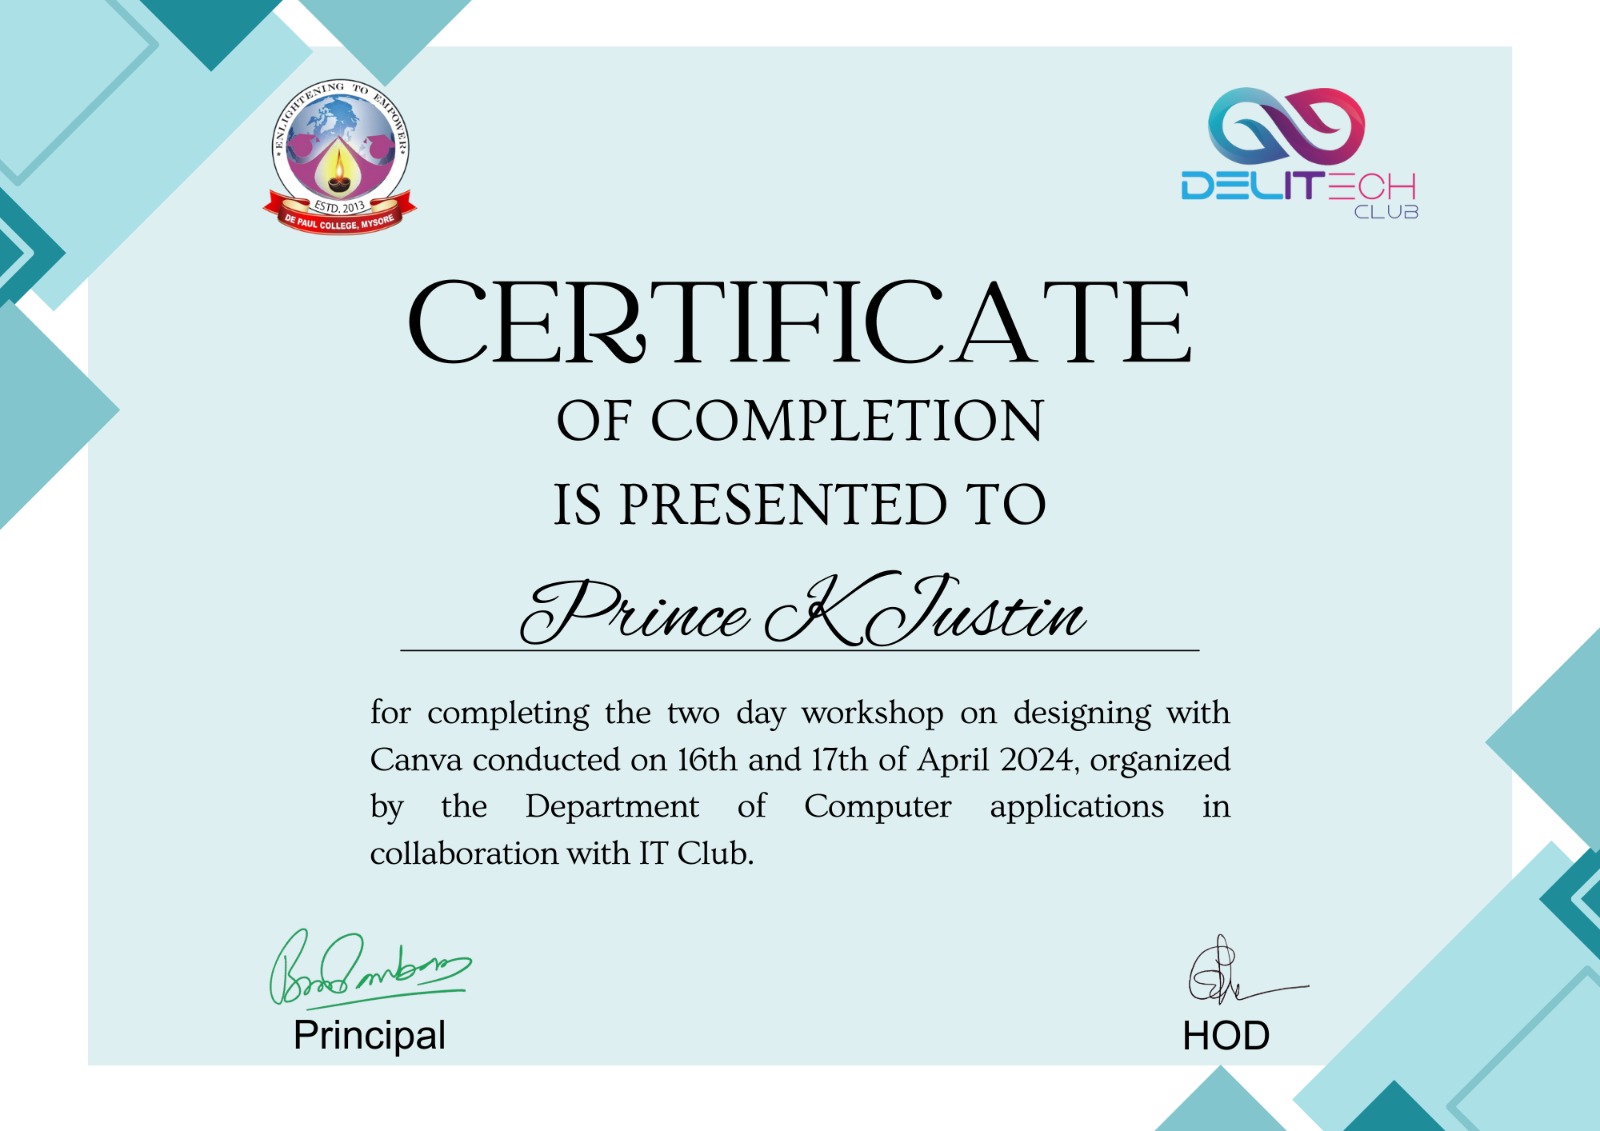 ENLIGHTENING TO EMPOWER
ESTD. 2013
DE PAUL COLLEGE, MYSORE
DELITECH
CLUB
CERTIFICATE
OF COMPLETION
IS PRESENTED TO
Prince K Justin
for completing the two day workshop on designing with
Canva conducted on 16th and 17th of April 2024, organized
by the Department of Computer applications in
collaboration with IT Club.
Principal
HOD